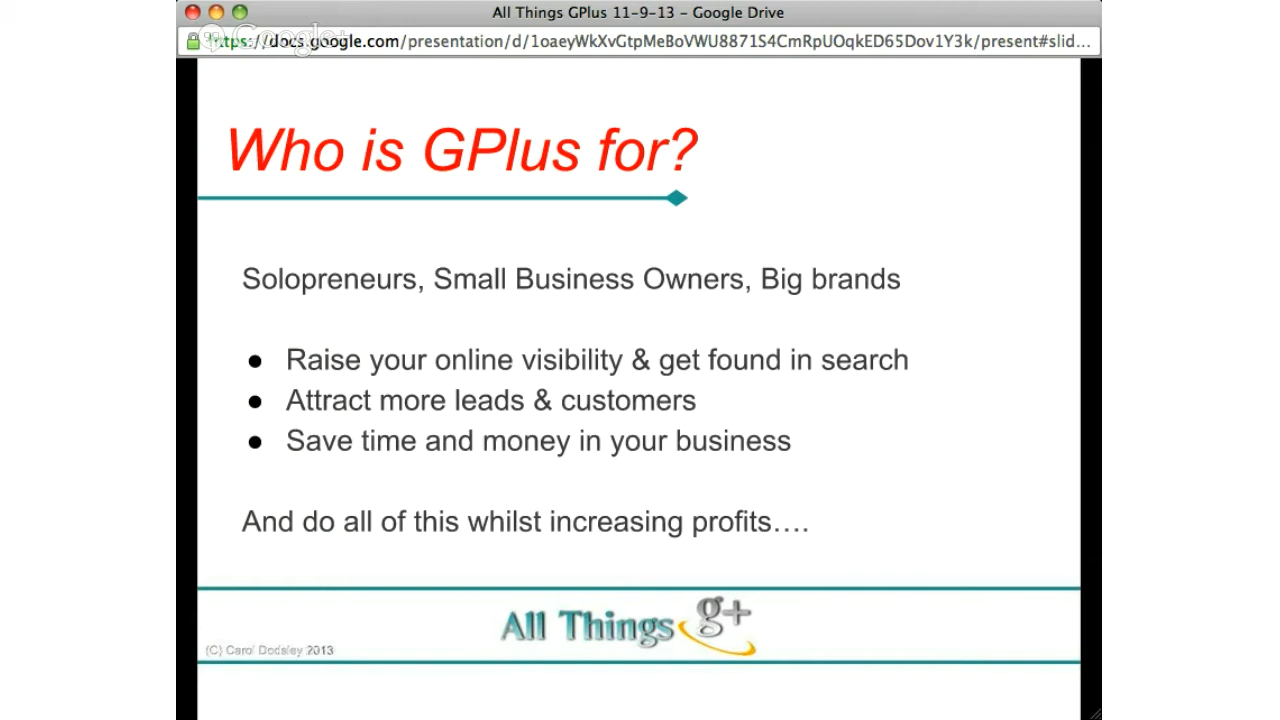 All Things GPlus 11-9-13 – Google Drive
Google+
https://docs.google.com/presentation/d/1oaeyWkXvGtpMeBoVWU8871S4CmRpUOqkED65Dov1Y3k/present#slid...
Who is GPlus for?
Solopreneurs, Small Business Owners, Big brands
● Raise your online visibility & get found in search
● Attract more leads & customers
● Save time and money in your business
And do all of this whilst increasing profits….
All Things g+
(C) Carol Dodsley 2013